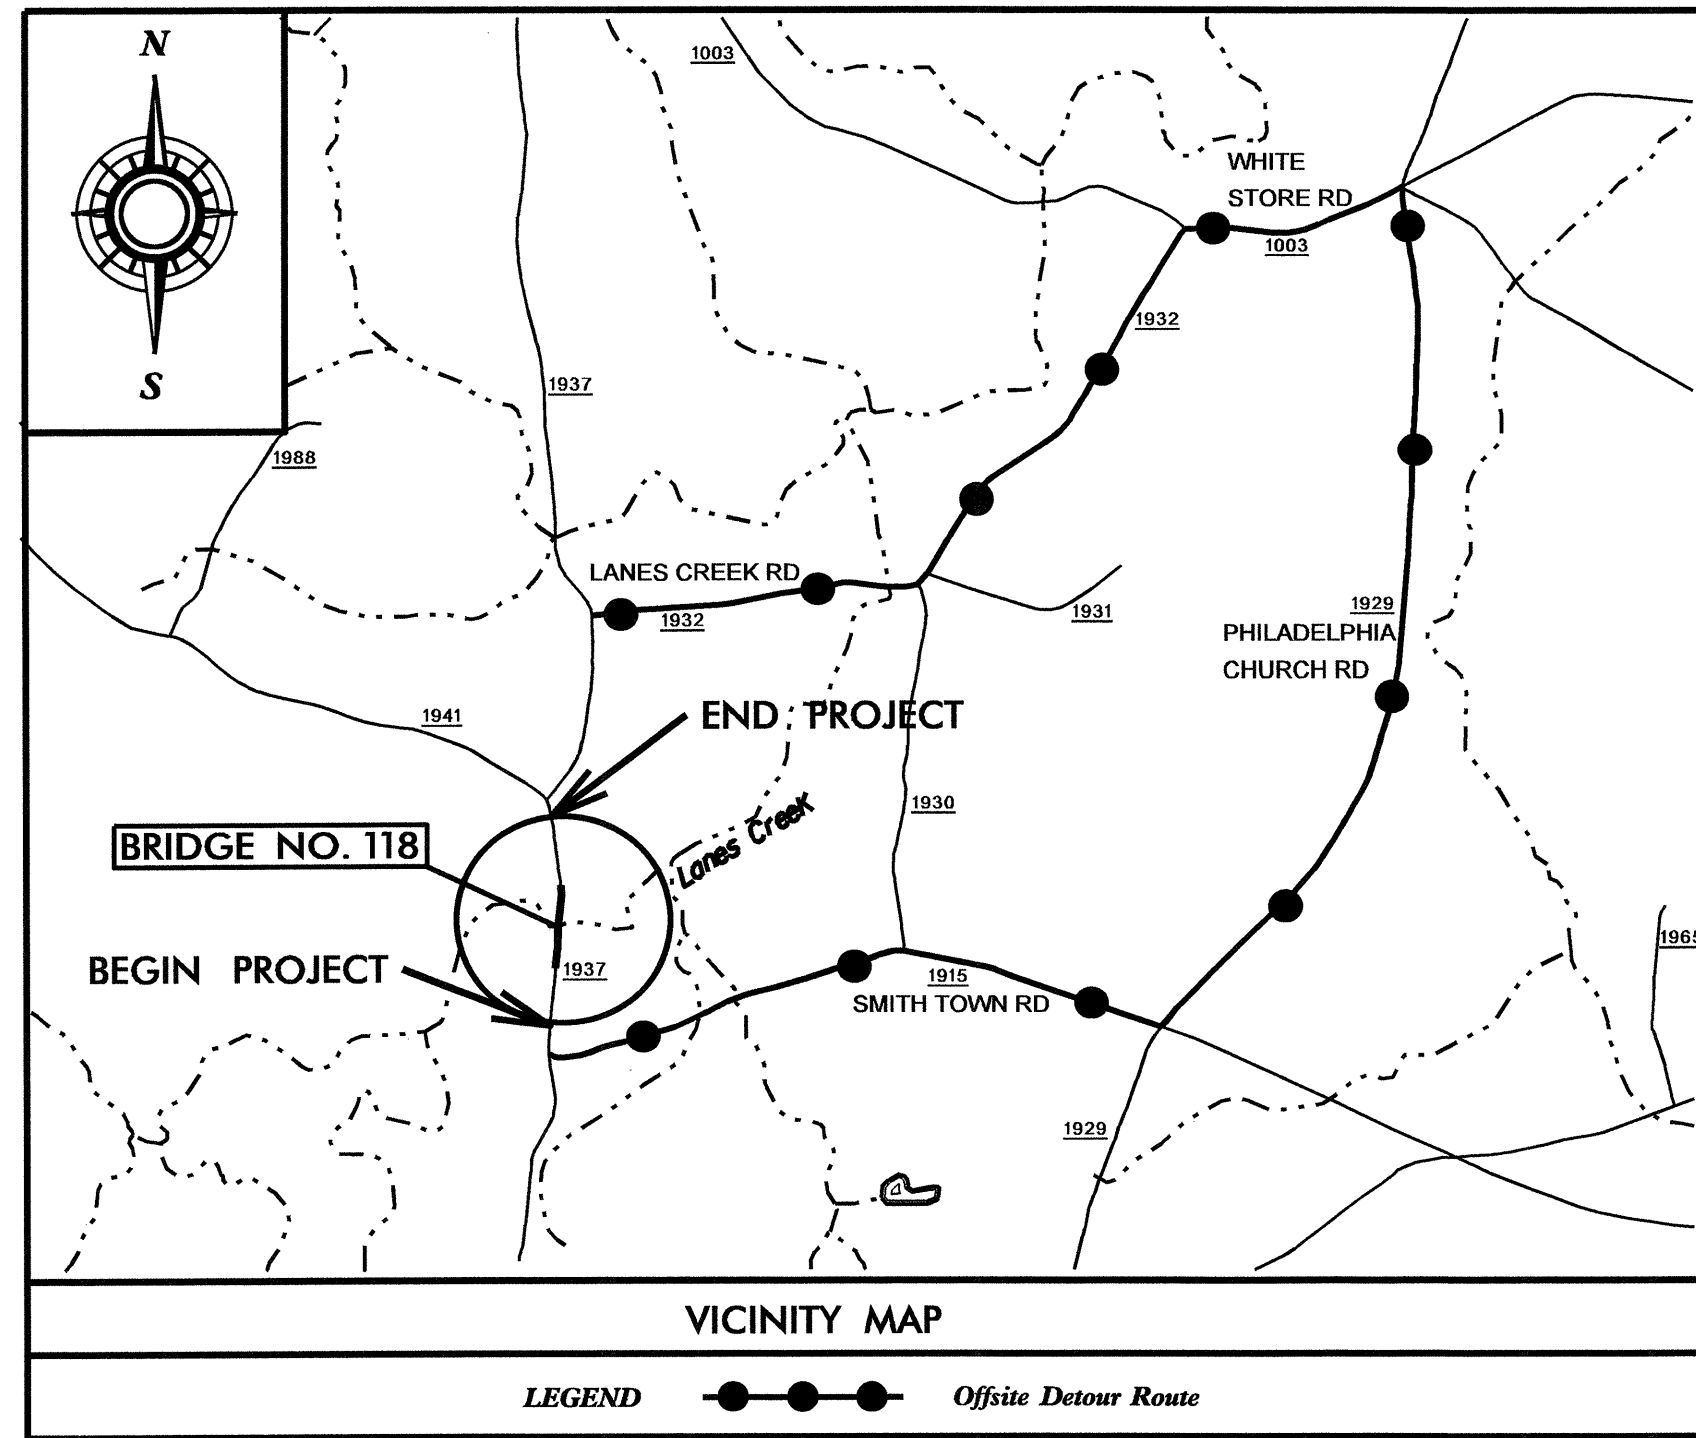 N
1003
WHITE
STORE RD
1003
1932
S
1937
1988
LANES CREEK RD
1932
1931
1929
PHILADELPHIA
CHURCH RD
1941
END PROJECT
1930
BRIDGE NO. 118
Lanes Creek
1965
BEGIN PROJECT
1937
1915
SMITH TOWN RD
1929
VICINITY MAP
LEGEND
Offsite Detour Route